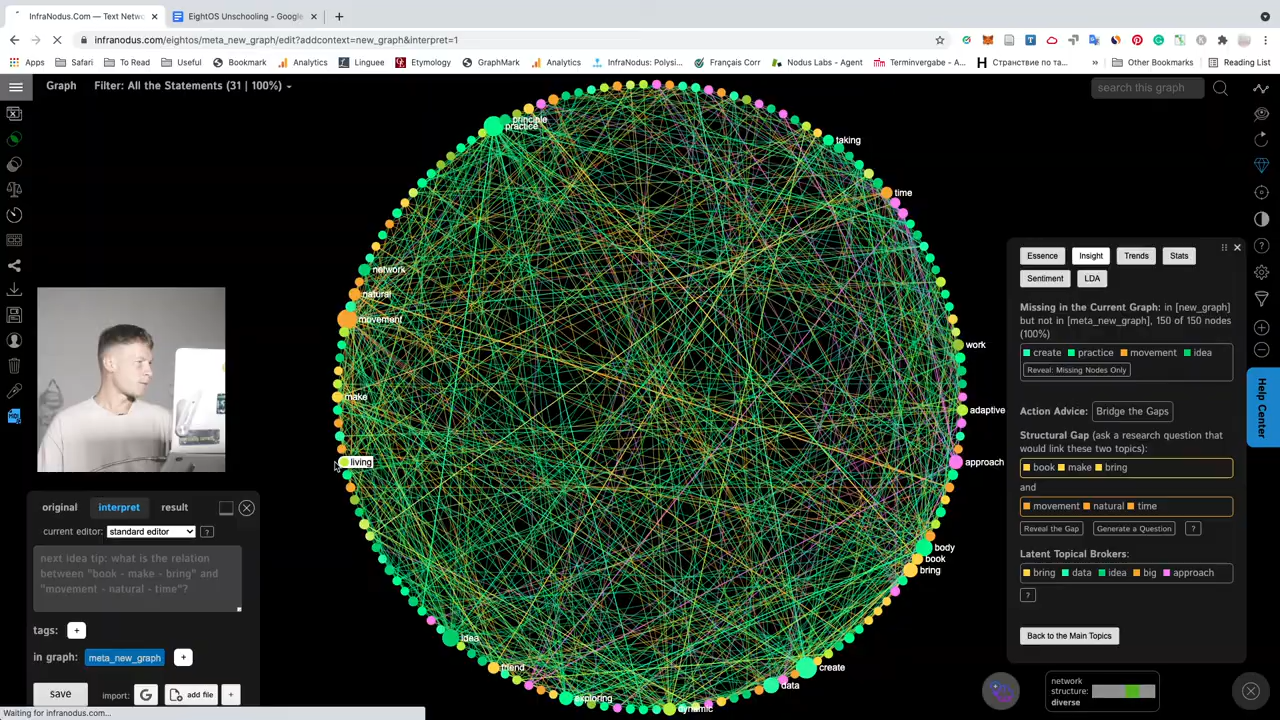 InfraNodus.Com — Text Netwo
EightOS Unschooling - Google
infranodus.com/eightos/meta_new_graph/edit?addcontext=new_graph&interpret=1
Apps
Safari
To Read
Useful
Bookmark
Analytics
Linguee
Etymology
GraphMark
Analytics
InfraNodus: Polysi...
Français Corr
Nodus Labs - Agent
Terminvergabe - A...
Странствие по та...
»
Other Bookmarks
Reading List
Graph
Filter: All the Statements (31 | 100%)
search this graph
principle
practice
taking
time
network
natural
movement
make
living
work
adaptive
approach
body
book
bring
idea
friend
exploring
dynamic
data
create
Essence
Insight
Trends
Stats
Sentiment
LDA
Missing in the Current Graph: in [new_graph]
but not in [meta_new_graph], 150 of 150 nodes
(100%)
create practice movement idea
Reveal: Missing Nodes Only
Action Advice: Bridge the Gaps
Structural Gap (ask a research question that
would link these two topics):
book make bring
and
movement natural time
Reveal the Gap
Generate a Question
?
Latent Topical Brokers:
bring data idea big approach
?
Back to the Main Topics
Help Center
network
structure:
diverse
original
interpret
result
current editor: standard editor ?
next idea tip: what is the relation
between "book - make - bring" and
"movement - natural - time"?
tags: +
in graph: meta_new_graph +
save
import:
G
add file
+
Waiting for infranodus.com...